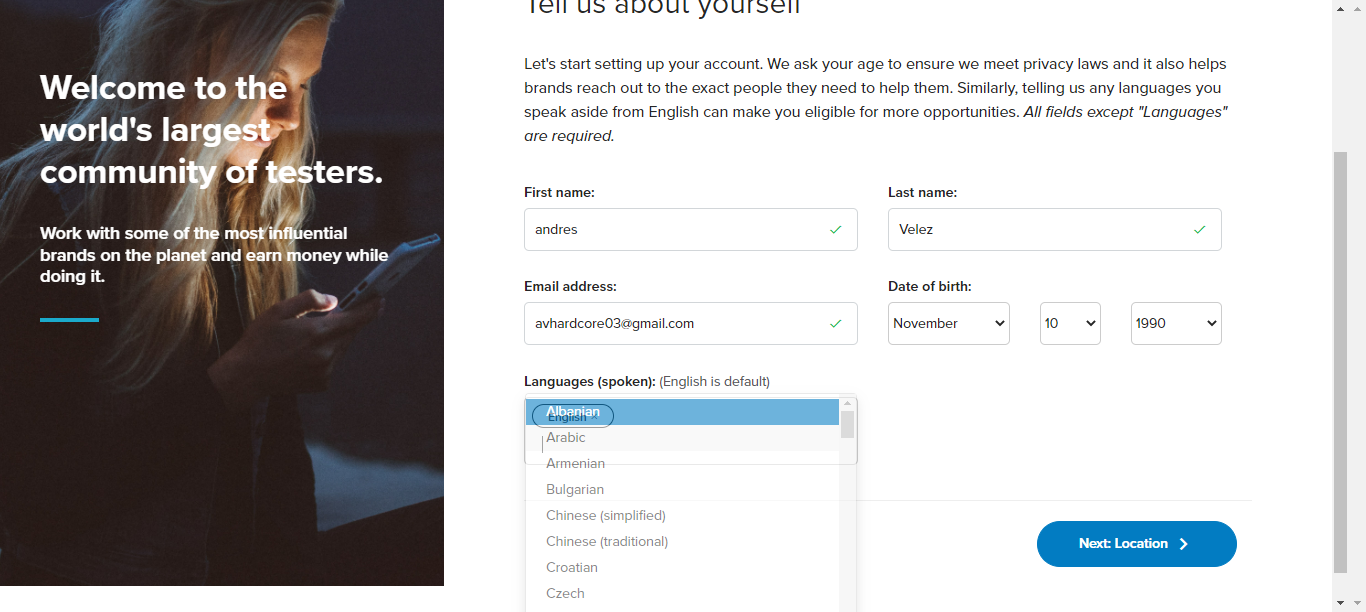 Tell us about yourself
Welcome to the
world's largest
community of testers.
Work with some of the most influential
brands on the planet and earn money while
doing it.
Let's start setting up your account. We ask your age to ensure we meet privacy laws and it also helps
brands reach out to the exact people they need to help them. Similarly, telling us any languages you
speak aside from English can make you eligible for more opportunities. All fields except "Languages"
are required.
First name:
Last name:
andres
Velez
Email address:
Date of birth:
avhardcore03@gmail.com
November
10
1990
Languages (spoken): (English is default)
Albanian
English ×
Arabic
Armenian
Bulgarian
Chinese (simplified)
Chinese (traditional)
Croatian
Czech
Next: Location